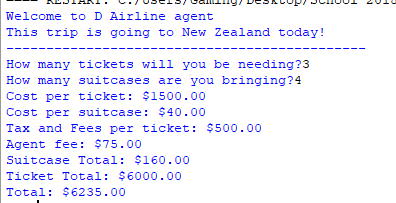 ==== RESTART: C:/Users/Gaming/Desktop/School 2018
Welcome to D Airline agent
This trip is going to New Zealand today!
------------------------------------------------
How many tickets will you be needing?3
How many suitcases are you bringing?4
Cost per ticket: $1500.00
Cost per suitcase: $40.00
Tax and Fees per ticket: $500.00
Agent fee: $75.00
Suitcase Total: $160.00
Ticket Total: $6000.00
Total: $6235.00